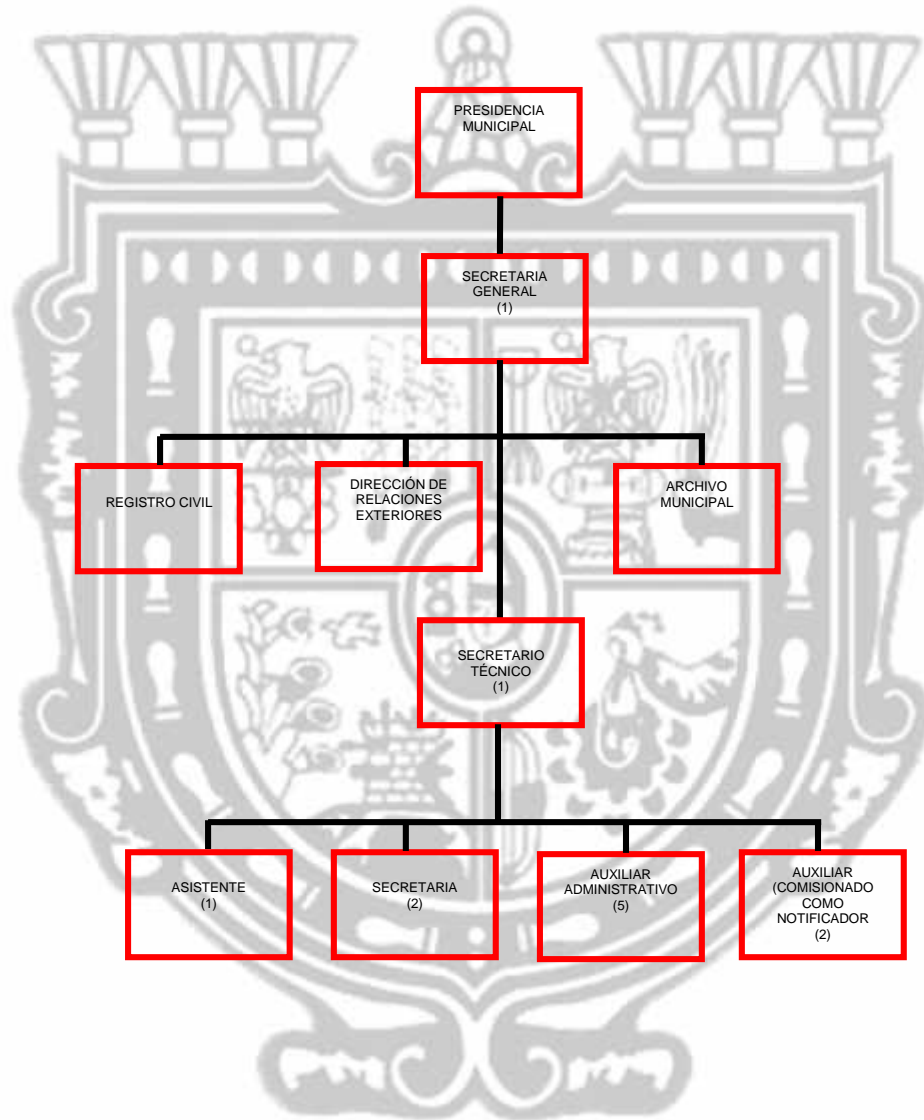 PRESIDENCIA
MUNICIPAL
SECRETARIA
GENERAL
(1)
REGISTRO CIVIL
DIRECCIÓN DE
RELACIONES
EXTERIORES
ARCHIVO
MUNICIPAL
SECRETARIO
TÉCNICO
(1)
ASISTENTE
(1)
SECRETARIA
(2)
AUXILIAR
ADMINISTRATIVO
(5)
AUXILIAR
(COMISIONADO
COMO
NOTIFICADOR
(2)